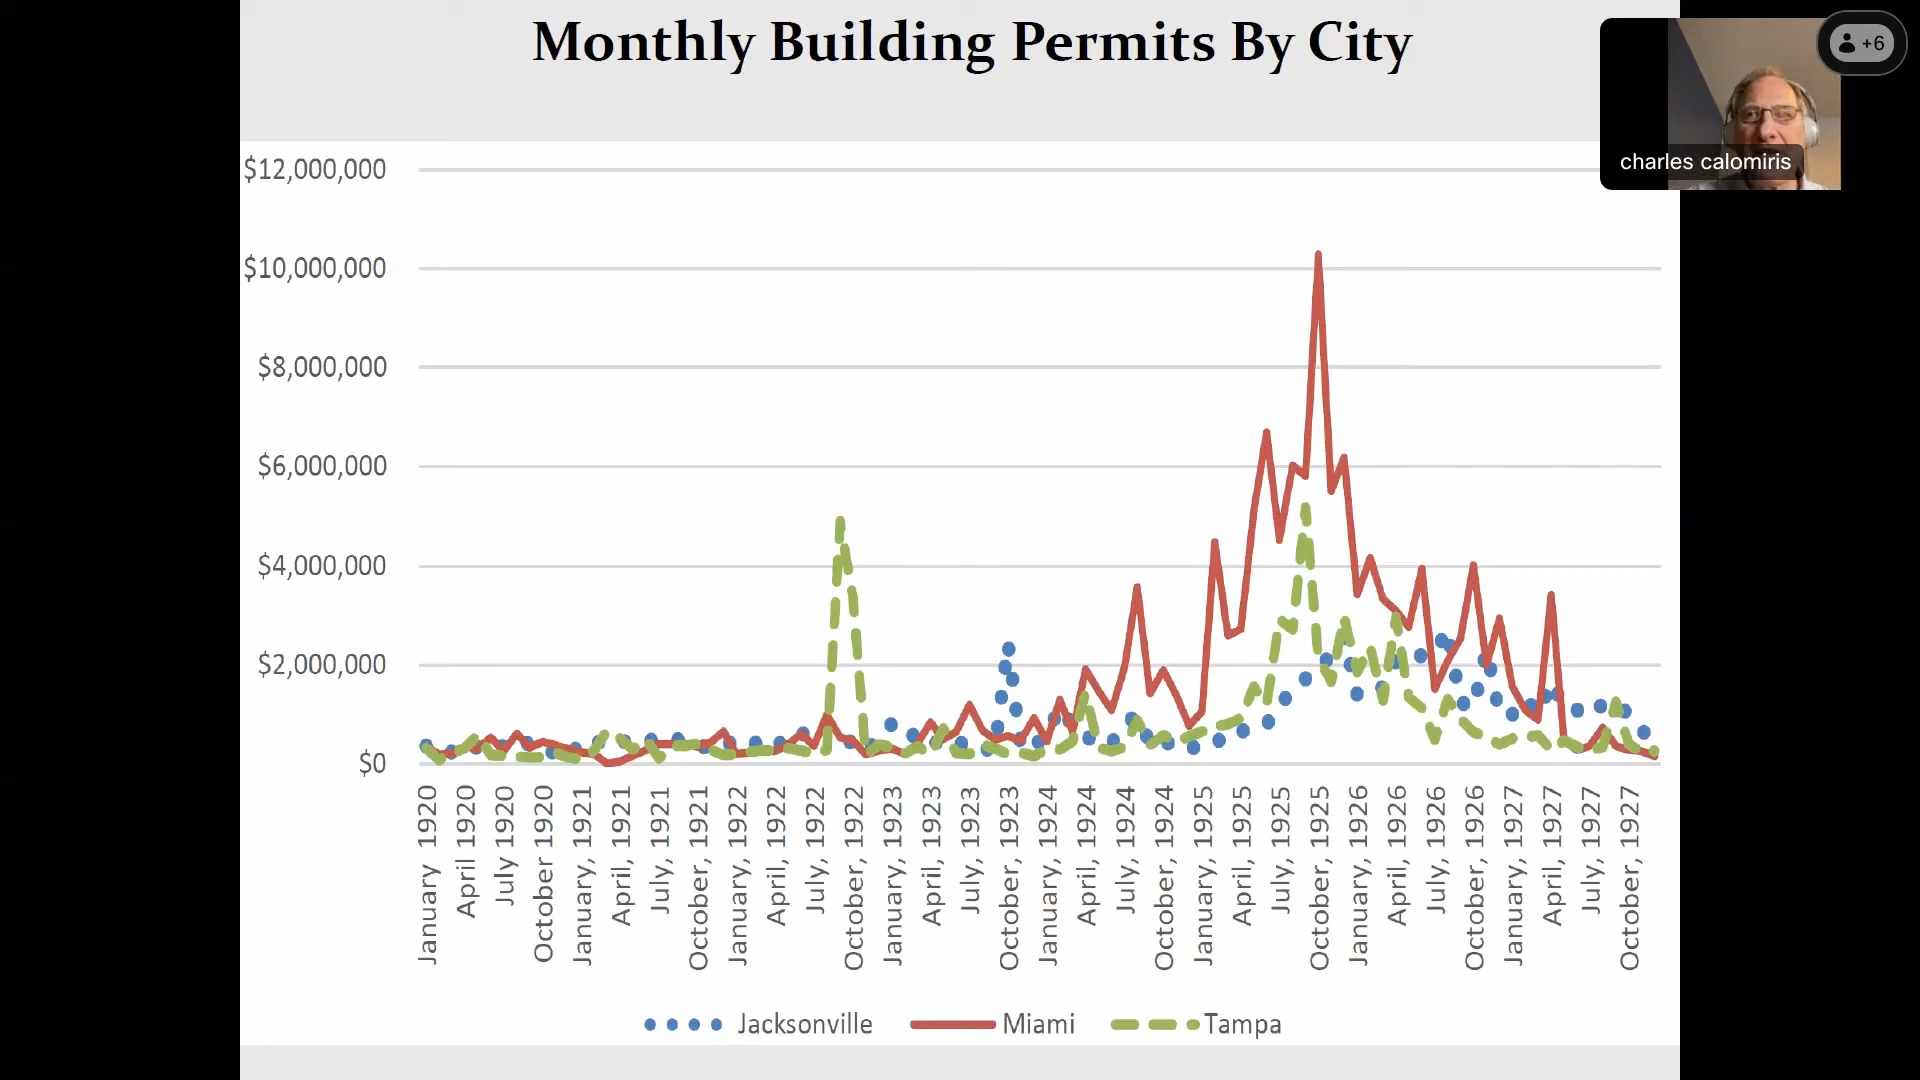 Monthly Building Permits By City
+6
charles calomiris
$12,000,000
$10,000,000
$8,000,000
$6,000,000
$4,000,000
$2,000,000
$0
January 1920
April 1920
July 1920
October 1920
January, 1921
April, 1921
July, 1921
October, 1921
January, 1922
April, 1922
July, 1922
October, 1922
January, 1923
April, 1923
July, 1923
October, 1923
January, 1924
April, 1924
July, 1924
October, 1924
January, 1925
April, 1925
July, 1925
October, 1925
January, 1926
April, 1926
July, 1926
October, 1926
January, 1927
April, 1927
July, 1927
October, 1927
Jacksonville
Miami
Tampa